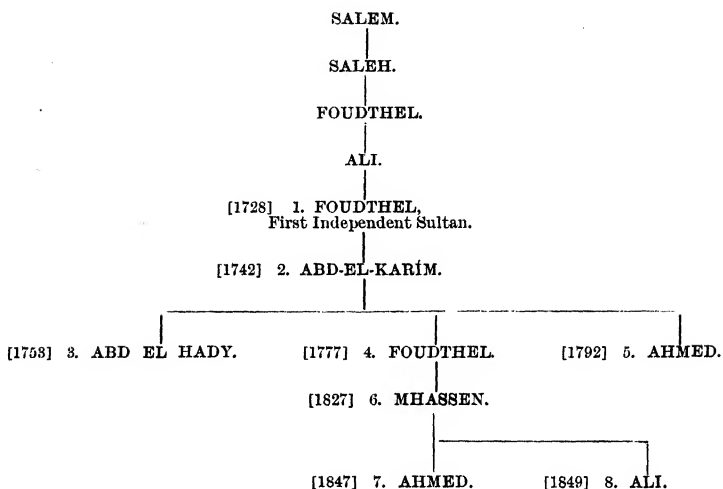 SALEM.
SALEH.
FOUDTHEL.
ALI.
[1728] 1. FOUDTHEL,
First Independent Sultan.
[1742] 2. ABD-EL-KARÍM.
[1753] 3. ABD EL HADY. [1777] 4. FOUDTHEL. [1792] 5. AHMED.
[1827] 6. MHASSEN.
[1847] 7. AHMED. [1849] 8. ALI.